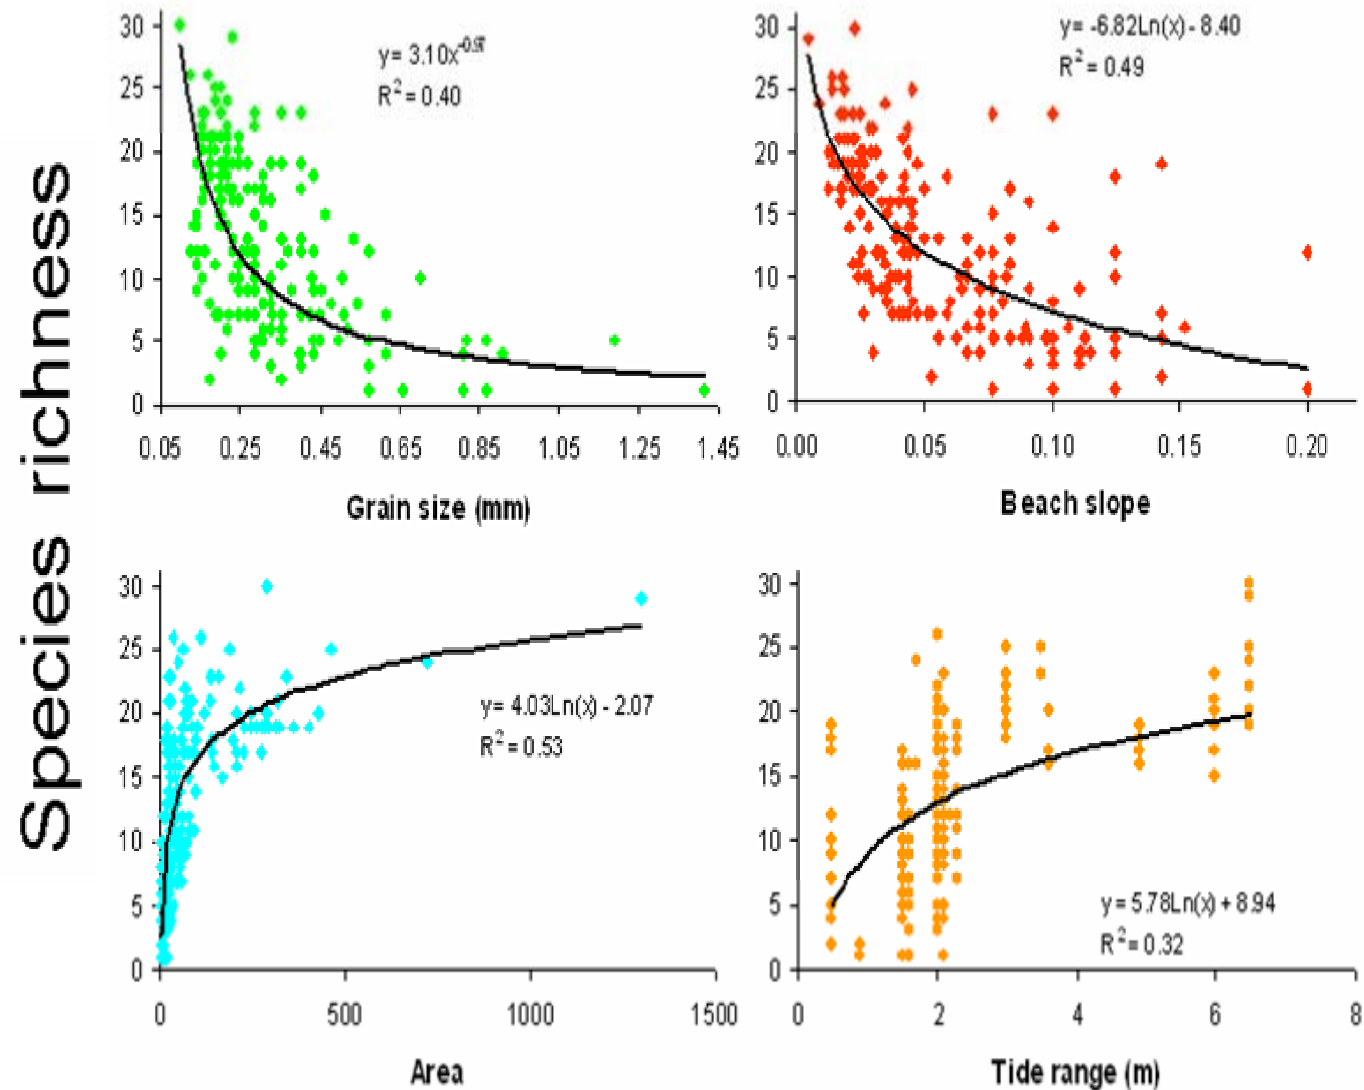 Species richness
30
25
20
15
10
5
0
y= 3.10x
R² = 0.40
0.05 0.25 0.45 0.65 0.85 1.05 1.25 1.45
Grain size (mm)
30
25
20
15
10
5
0
y= -6.82Ln(x) - 8.40
R² = 0.49
0.00 0.05 0.10 0.15 0.20
Beach slope
30
25
20
15
10
5
0
y= 4.03Ln(x) - 2.07
R² = 0.53
0 500 1000 1500
Area
30
25
20
15
10
5
0
y = 5.78Ln(x) + 8.94
R² = 0.32
0 2 4 6 8
Tide range (m)